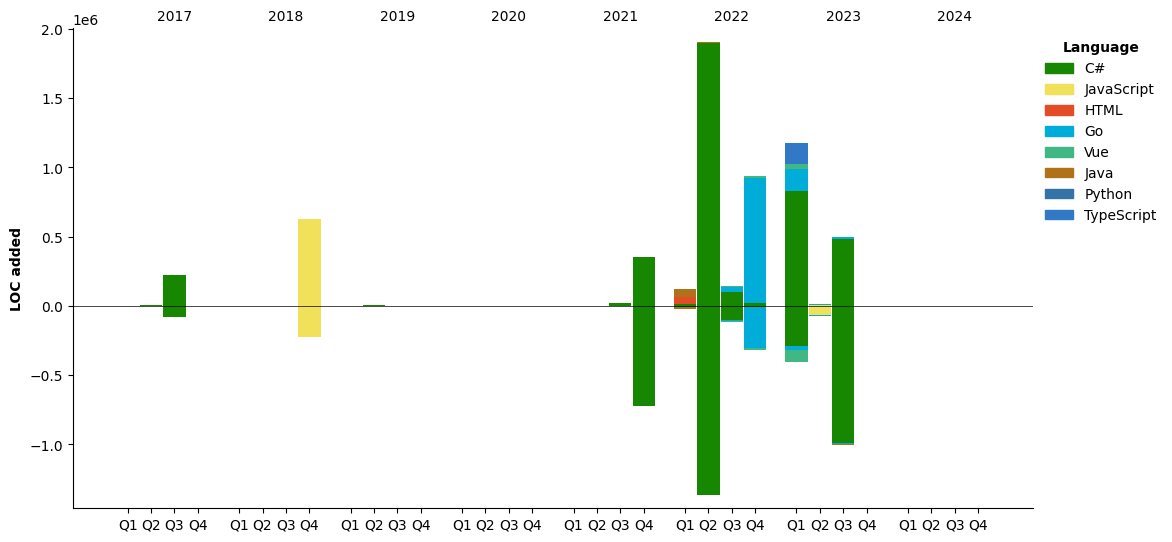 2017 2018 2019 2020 2021 2022 2023 2024
1e6
2.0
1.5
1.0
0.5
0.0
−0.5
−1.0
LOC added
Q1 Q2 Q3 Q4 Q1 Q2 Q3 Q4 Q1 Q2 Q3 Q4 Q1 Q2 Q3 Q4 Q1 Q2 Q3 Q4 Q1 Q2 Q3 Q4 Q1 Q2 Q3 Q4 Q1 Q2 Q3 Q4
Language
C#
JavaScript
HTML
Go
Vue
Java
Python
TypeScript